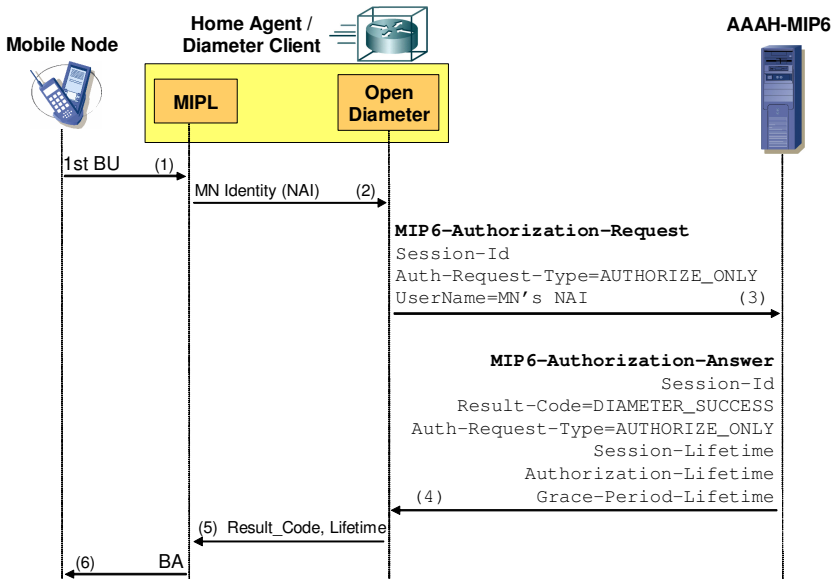 Home Agent /
Diameter Client
Mobile Node
AAAH-MIP6
MIPL
Open
Diameter
1st BU (1)
MN Identity (NAI) (2)
MIP6-Authorization-Request
Session-Id
Auth-Request-Type=AUTHORIZE_ONLY
UserName=MN's NAI (3)
MIP6-Authorization-Answer
Session-Id
Result-Code=DIAMETER_SUCCESS
Auth-Request-Type=AUTHORIZE_ONLY
Session-Lifetime
Authorization-Lifetime
(4) Grace-Period-Lifetime
(5) Result_Code, Lifetime
(6) BA